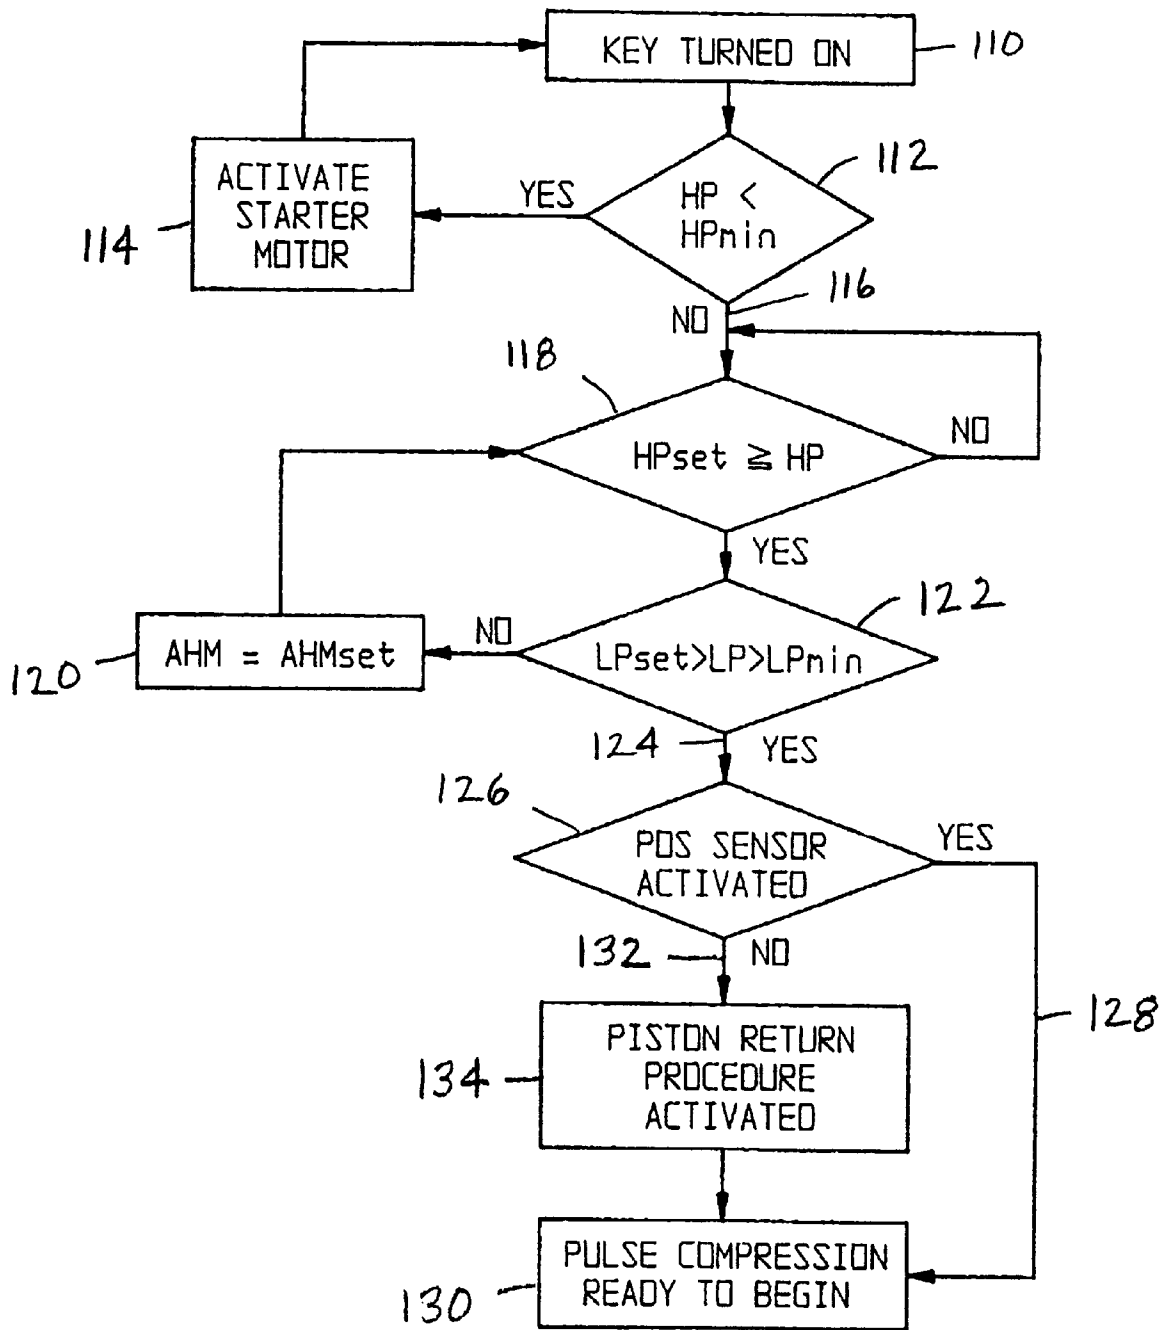 KEY TURNED ON
110
ACTIVATE
STARTER
MOTOR
114
YES
HP <
HPmin
112
116
NO
118
HPset ≧ HP
NO
YES
120
AHM = AHMset
NO
LPset>LP>LPmin
122
124
YES
126
POS SENSOR
ACTIVATED
YES
132
NO
128
134
PISTON RETURN
PROCEDURE
ACTIVATED
130
PULSE COMPRESSION
READY TO BEGIN